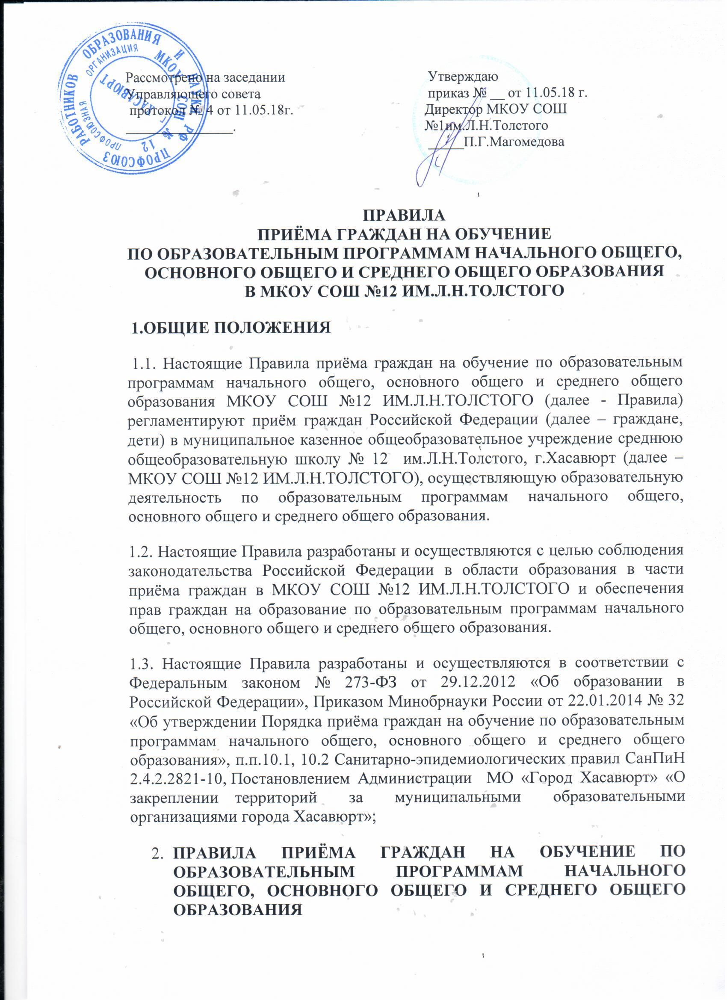 ПРОФСОЮЗ РАБОТНИКОВ ОБРАЗОВАНИЯ И НАУКИ РФ
ПРОФСОЮЗНАЯ ОРГАНИЗАЦИЯ МКОУ СОШ № 12
г. ХАСАВЮРТ
Рассмотрено на заседании
Управляющего совета
протокол № 4 от 11.05.18г.
_______________.
Утверждаю
приказ № __ от 11.05.18 г.
Директор МКОУ СОШ
№1им.Л.Н.Толстого
_____П.Г.Магомедова
ПРАВИЛА
ПРИЁМА ГРАЖДАН НА ОБУЧЕНИЕ
ПО ОБРАЗОВАТЕЛЬНЫМ ПРОГРАММАМ НАЧАЛЬНОГО ОБЩЕГО,
ОСНОВНОГО ОБЩЕГО И СРЕДНЕГО ОБЩЕГО ОБРАЗОВАНИЯ
В МКОУ СОШ №12 ИМ.Л.Н.ТОЛСТОГО
1.ОБЩИЕ ПОЛОЖЕНИЯ
1.1. Настоящие Правила приёма граждан на обучение по образовательным
программам начального общего, основного общего и среднего общего
образования МКОУ СОШ №12 ИМ.Л.Н.ТОЛСТОГО (далее - Правила)
регламентируют приём граждан Российской Федерации (далее – граждане,
дети) в муниципальное казенное общеобразовательное учреждение среднюю
общеобразовательную школу № 12 им.Л.Н.Толстого, г.Хасавюрт (далее –
МКОУ СОШ №12 ИМ.Л.Н.ТОЛСТОГО), осуществляющую образовательную
деятельность по образовательным программам начального общего,
основного общего и среднего общего образования.
1.2. Настоящие Правила разработаны и осуществляются с целью соблюдения
законодательства Российской Федерации в области образования в части
приёма граждан в МКОУ СОШ №12 ИМ.Л.Н.ТОЛСТОГО и обеспечения
прав граждан на образование по образовательным программам начального
общего, основного общего и среднего общего образования.
1.3. Настоящие Правила разработаны и осуществляются в соответствии с
Федеральным законом № 273-ФЗ от 29.12.2012 «Об образовании в
Российской Федерации», Приказом Минобрнауки России от 22.01.2014 № 32
«Об утверждении Порядка приёма граждан на обучение по образовательным
программам начального общего, основного общего и среднего общего
образования», п.п.10.1, 10.2 Санитарно-эпидемиологических правил СанПиН
2.4.2.2821-10, Постановлением Администрации МО «Город Хасавюрт» «О
закреплении территорий за муниципальными образовательными
организациями города Хасавюрт»;
2. ПРАВИЛА ПРИЁМА ГРАЖДАН НА ОБУЧЕНИЕ ПО
ОБРАЗОВАТЕЛЬНЫМ ПРОГРАММАМ НАЧАЛЬНОГО
ОБЩЕГО, ОСНОВНОГО ОБЩЕГО И СРЕДНЕГО ОБЩЕГО
ОБРАЗОВАНИЯ